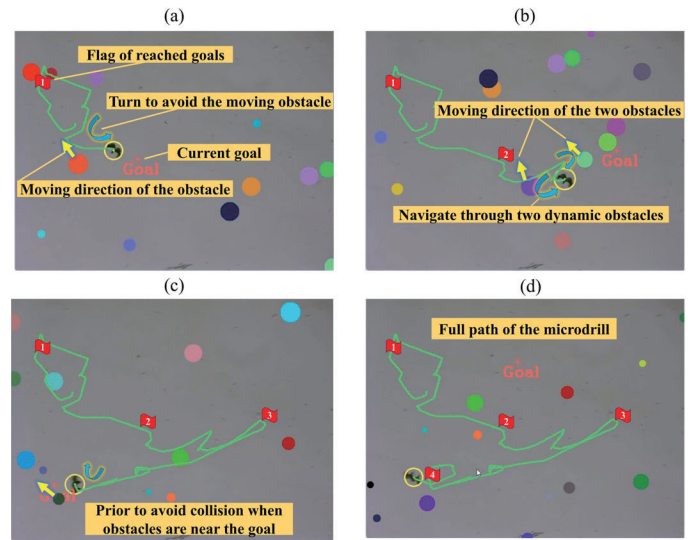 (a)
(b)
1
Flag of reached goals
Turn to avoid the moving obstacle
Current goal
Goal
Moving direction of the obstacle
1
Moving direction of the two obstacles
2
Goal
Navigate through two dynamic obstacles
(c)
(d)
1
2
3
Goal
Prior to avoid collision when
obstacles are near the goal
Full path of the microdrill
1
Goal
2
3
4